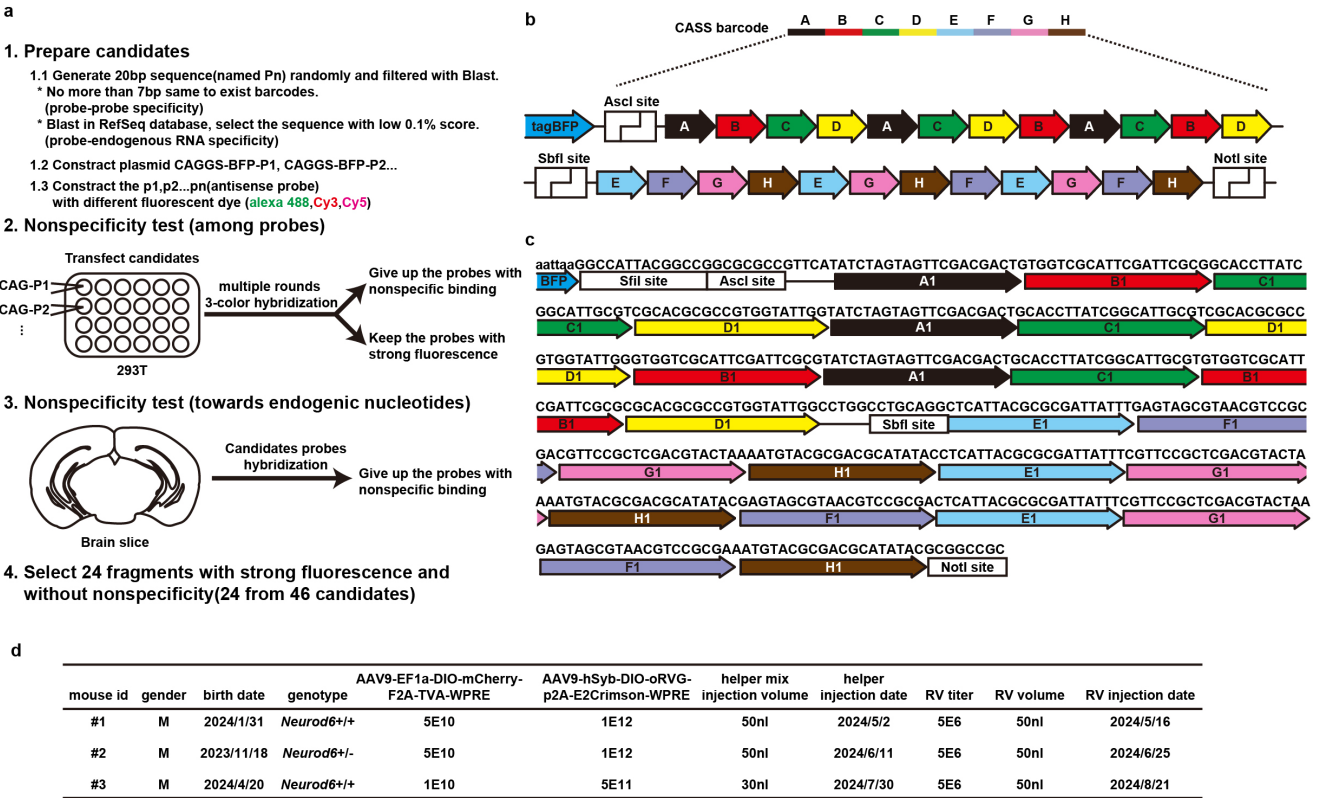 a
1. Prepare candidates
1.1 Generate 20bp sequence(named Pn) randomly and filtered with Blast.
* No more than 7bp same to exist barcodes.
(probe-probe specificity)
* Blast in RefSeq database, select the sequence with low 0.1% score.
(probe-endogenous RNA specificity)
1.2 Constract plasmid CAGGS-BFP-P1, CAGGS-BFP-P2...
1.3 Construct the p1,p2...pn(antisense probe)
with different fluorescent dye (alexa 488,Cy3,Cy5)
2. Nonspecificity test (among probes)
Transfect candidates
CAG-P1
CAG-P2
...
293T
multiple rounds
3-color hybridization
Give up the probes with
nonspecific binding
Keep the probes with
strong fluorescence
3. Nonspecificity test (towards endogenic nucleotides)
Brain slice
Candidates probes
hybridization
Give up the probes with
nonspecific binding
4. Select 24 fragments with strong fluorescence and
without nonspecificity(24 from 46 candidates)
b
CASS barcode
A B C D E F G H
AscI site
tagBFP A B C D A C D B A C B D
SbfI site NotI site
E F G H E G H F E G F H
c
aattaaGGCCATTACGGCCGGCGCGCCGTTCATATCTAGTAGTTCGACGACTGTGGTCGCATTCGATTCGCGGCACCTTATC
BFP SfiI site AscI site A1 B1 C1
GGCATTGCGTCGCACGCGCCGTGGTATTGGTATCTAGTAGTTCGACGACTGCACCTTATCGGCATTGCGTCGCACGCGCC
C1 D1 A1 C1 D1
GTGGTATTGGGTGGTCGCATTCGATTCGCGTATCTAGTAGTTCGACGACTGCACCTTATCGGCATTGCGTGTGGTCGCATT
D1 B1 A1 C1 B1
CGATTCGCGCGCACGCGCCGTGGTATTGGCCTGGCCTGCAGGCTCATTACGCGCGATTATTTGAGTAGCGTAACGTCCGC
B1 D1 SbfI site E1 F1
GACGTTCCGCTCGACGTACTAAAATGTACGCGACGCATATACCTCATTACGCGCGATTATTTCGTTCCGCTCGACGTACTA
G1 H1 E1 G1
AAATGTACGCGACGCATATACGAGTAGCGTAACGTCCGCGACTCATTACGCGCGATTATTTCGTTCCGCTCGACGTACTAA
H1 F1 E1 G1
GAGTAGCGTAACGTCCGCGAAATGTACGCGACGCATATACGCGGCCGC
F1 H1 NotI site
d
mouse id gender birth date genotype AAV9-EF1a-DIO-mCherry-F2A-TVA-WPRE AAV9-hSyb-DIO-oRVG-p2A-E2Crimson-WPRE helper mix injection volume helper injection date RV titer RV volume RV injection date
#1 M 2024/1/31 Neurod6+/+ 5E10 1E12 50nl 2024/5/2 5E6 50nl 2024/5/16
#2 M 2023/11/18 Neurod6+/- 5E10 1E12 50nl 2024/6/11 5E6 50nl 2024/6/25
#3 M 2024/4/20 Neurod6+/+ 1E10 5E11 30nl 2024/7/30 5E6 50nl 2024/8/21